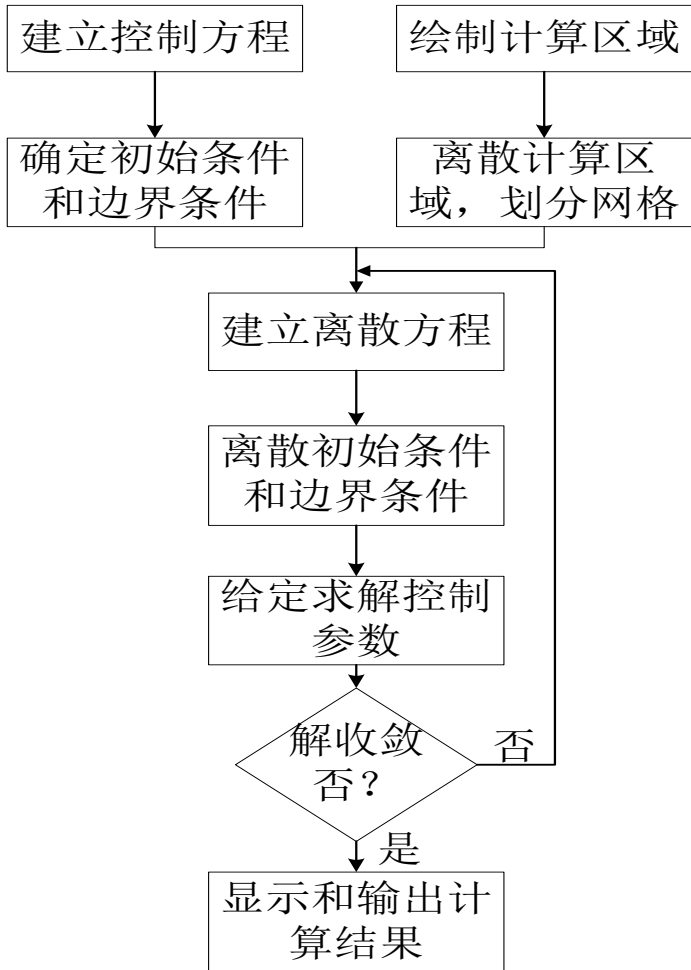 建立控制方程
绘制计算区域
确定初始条件
和边界条件
离散计算区
域，划分网格
建立离散方程
离散初始条件
和边界条件
给定求解控制
参数
解收敛
否？
否
是
显示和输出计
算结果